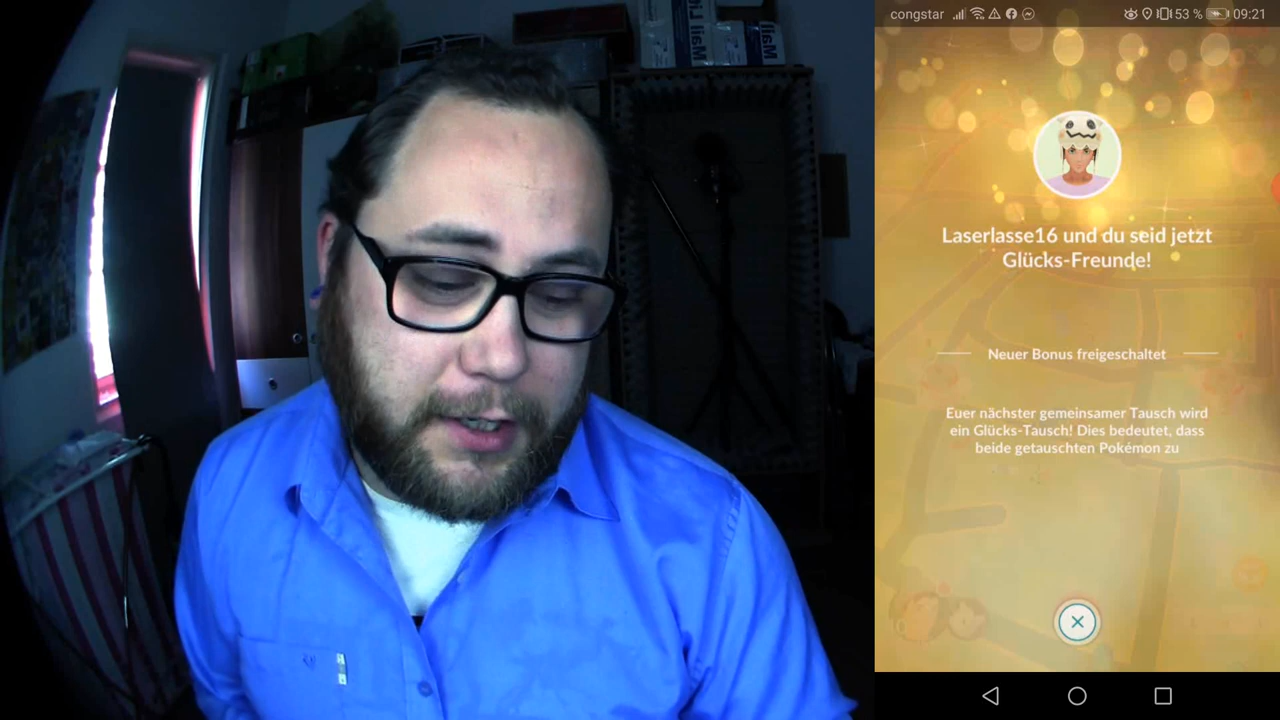 congstar 53 % 09:21
Laserlasse16 und du seid jetzt
Glücks-Freunde!
Neuer Bonus freigeschaltet
Euer nächster gemeinsamer Tausch wird
ein Glücks-Tausch! Dies bedeutet, dass
beide getauschten Pokémon zu
Mail